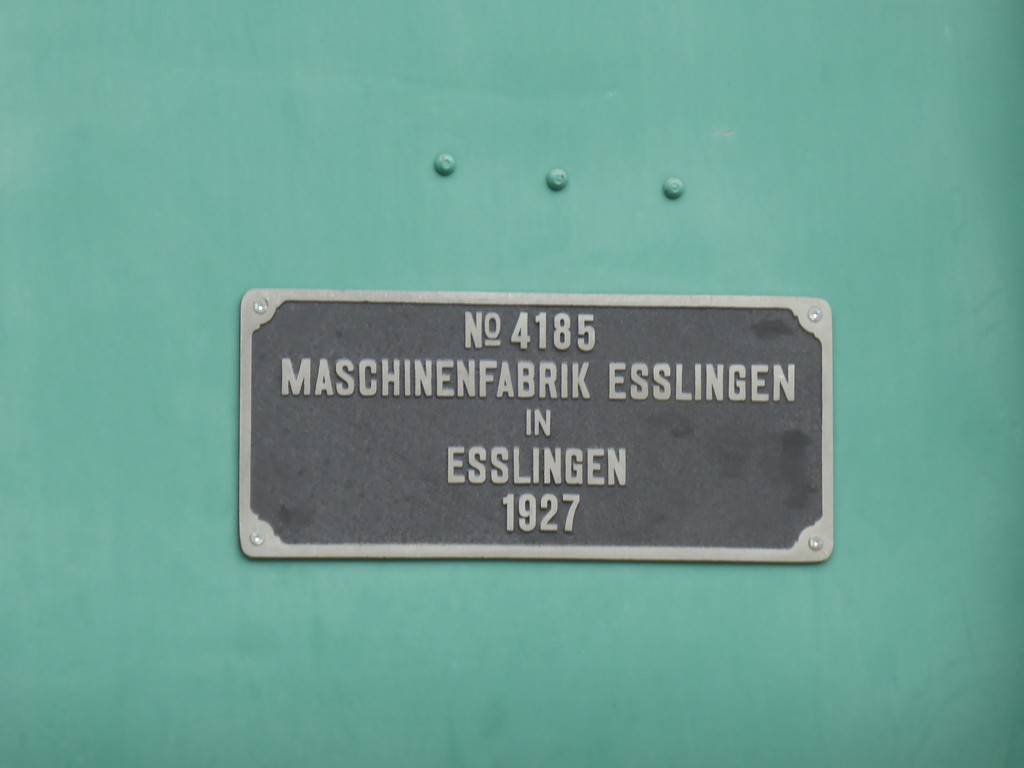 Nº 4185
MASCHINENFABRIK ESSLINGEN
IN
ESSLINGEN
1927